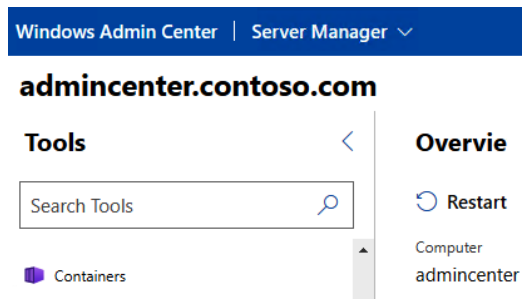 Windows Admin Center | Server Manager
admincenter.contoso.com
Tools
Overvie
Search Tools
Restart
Computer
Containers
admincenter